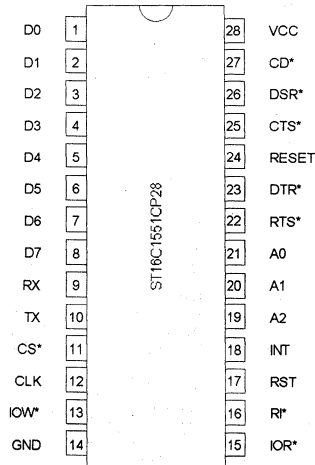 D0 1 28 VCC
D1 2 27 CD*
D2 3 26 DSR*
D3 4 25 CTS*
D4 5 24 RESET
D5 6 23 DTR*
D6 7 22 RTS*
D7 8 21 A0
RX 9 20 A1
TX 10 19 A2
CS* 11 18 INT
CLK 12 17 RST
IOW* 13 16 RI*
GND 14 15 IOR*
ST16C1551CP28